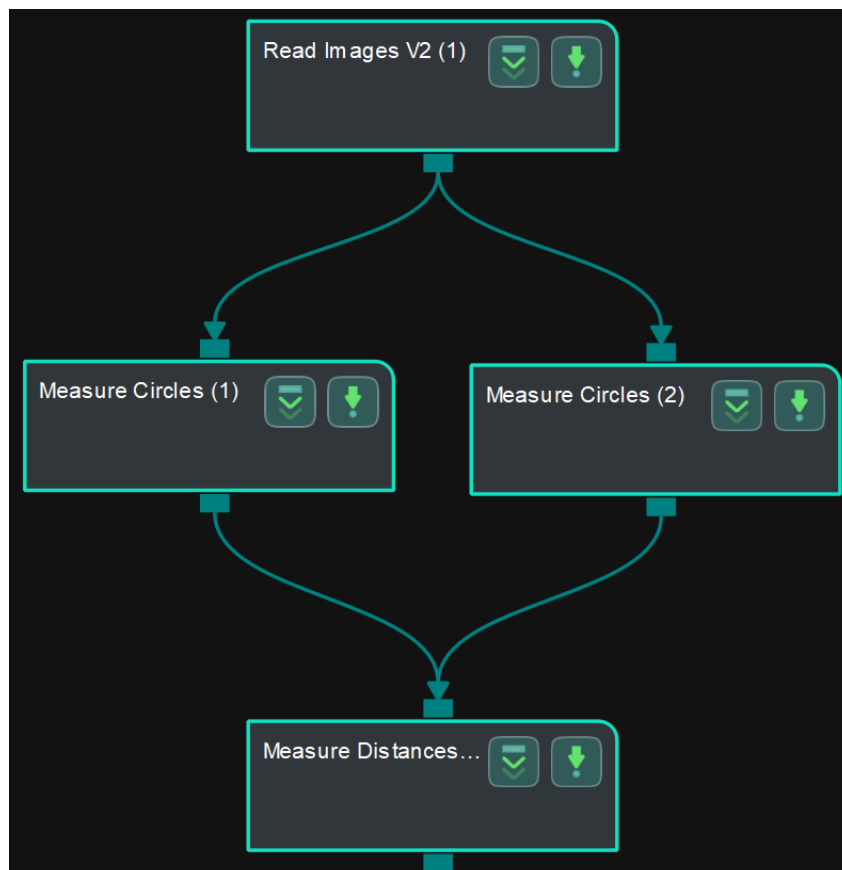 Read Images V2 (1)
Measure Circles (1)
Measure Circles (2)
Measure Distances...